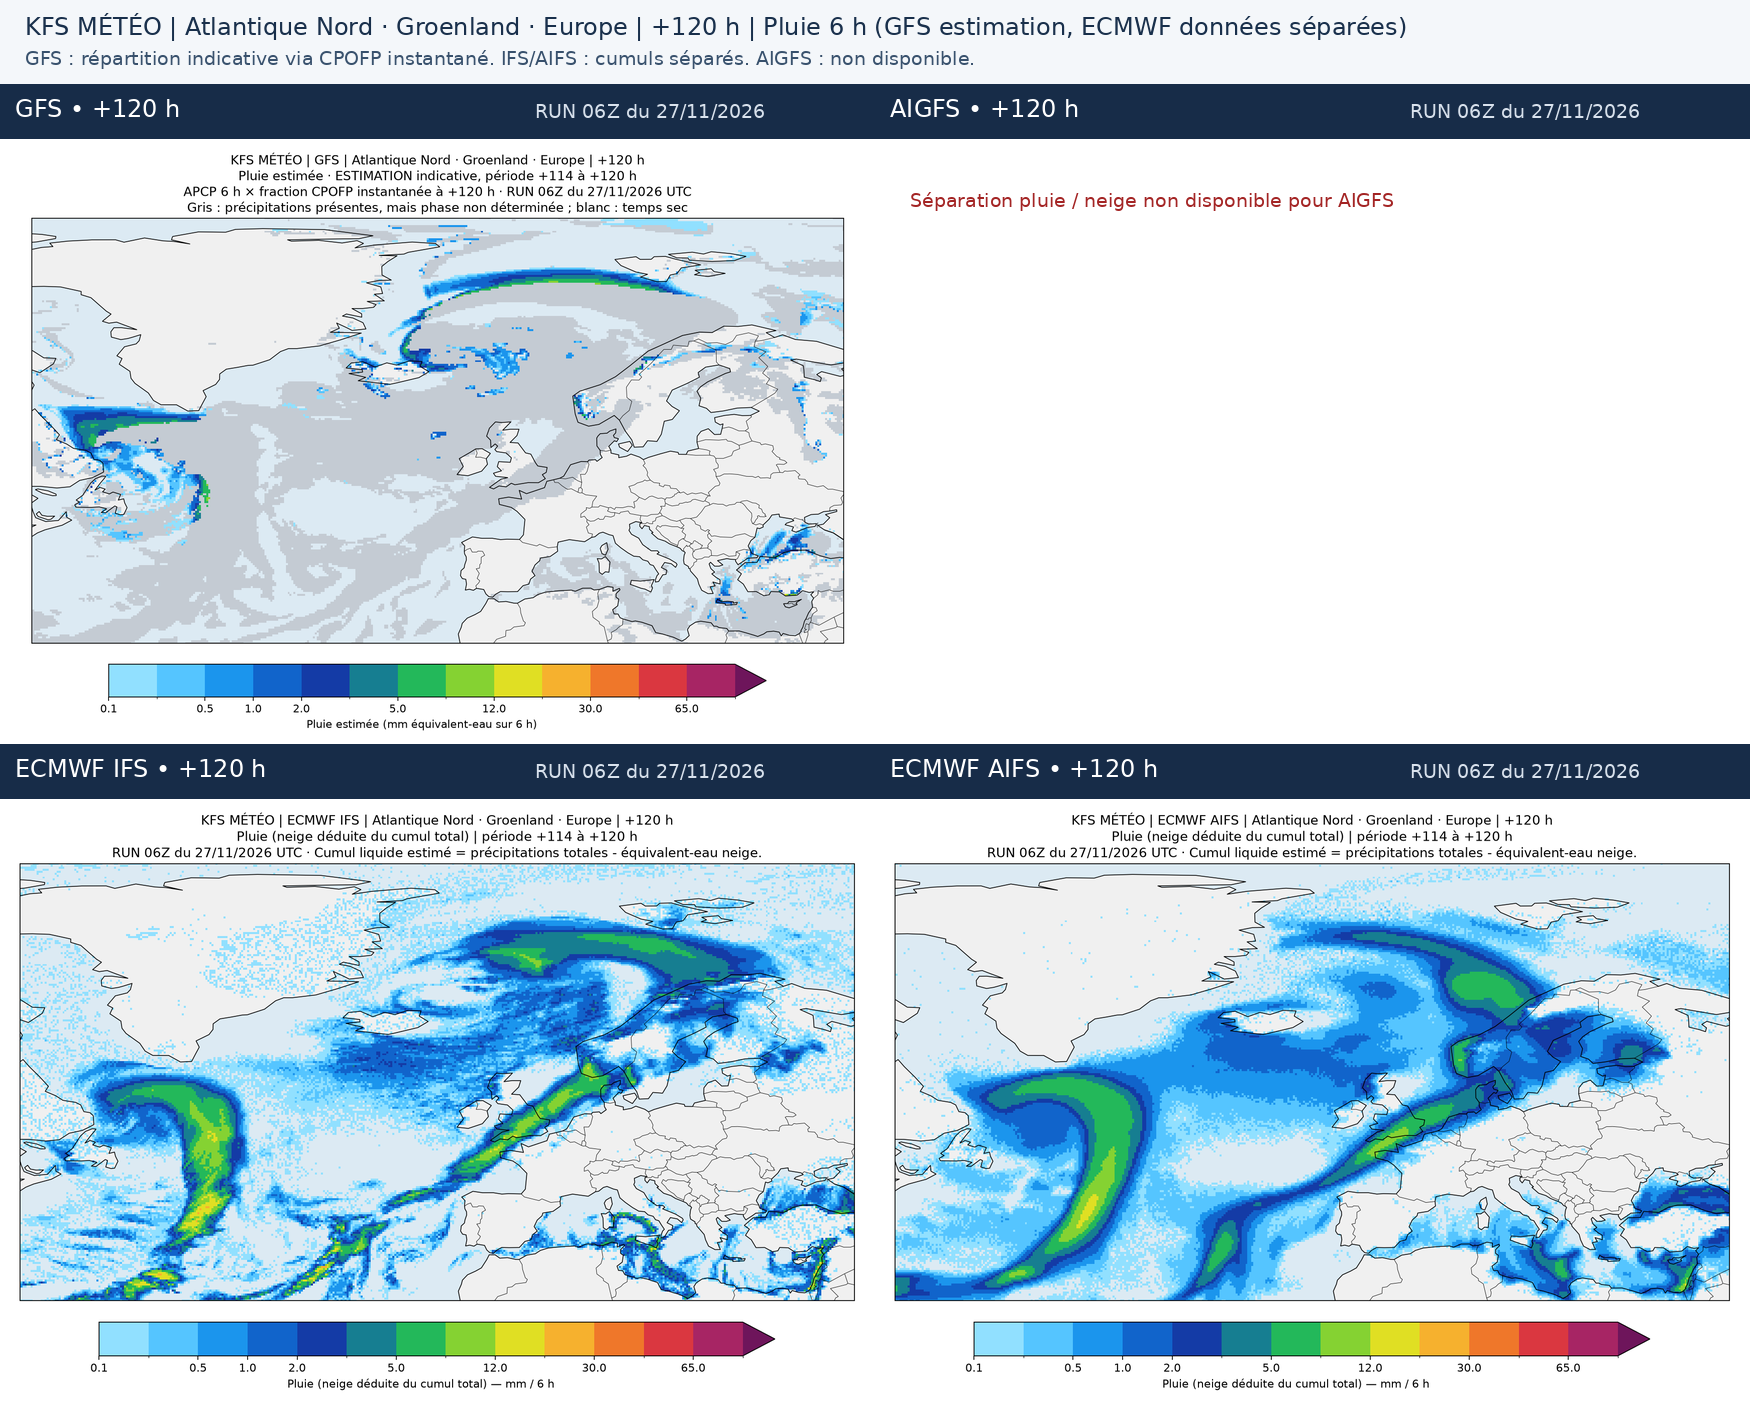 KFS MÉTÉO | Atlantique Nord · Groenland · Europe | +120 h | Pluie 6 h (GFS estimation, ECMWF données séparées)
GFS : répartition indicative via CPOFP instantané. IFS/AIFS : cumuls séparés. AIGFS : non disponible.
GFS • +120 h
RUN 06Z du 27/11/2026
AIGFS • +120 h
RUN 06Z du 27/11/2026
KFS MÉTÉO | GFS | Atlantique Nord · Groenland · Europe | +120 h
Pluie estimée · ESTIMATION indicative, période +114 à +120 h
APCP 6 h × fraction CPOFP instantanée à +120 h · RUN 06Z du 27/11/2026 UTC
Gris : précipitations présentes, mais phase non déterminée ; blanc : temps sec
Séparation pluie / neige non disponible pour AIGFS
0.1 0.5 1.0 2.0 5.0 12.0 30.0 65.0
Pluie estimée (mm équivalent-eau sur 6 h)
ECMWF IFS • +120 h
RUN 06Z du 27/11/2026
ECMWF AIFS • +120 h
RUN 06Z du 27/11/2026
KFS MÉTÉO | ECMWF IFS | Atlantique Nord · Groenland · Europe | +120 h
Pluie (neige déduite du cumul total) | période +114 à +120 h
RUN 06Z du 27/11/2026 UTC · Cumul liquide estimé = précipitations totales - équivalent-eau neige.
KFS MÉTÉO | ECMWF AIFS | Atlantique Nord · Groenland · Europe | +120 h
Pluie (neige déduite du cumul total) | période +114 à +120 h
RUN 06Z du 27/11/2026 UTC · Cumul liquide estimé = précipitations totales - équivalent-eau neige.
0.1 0.5 1.0 2.0 5.0 12.0 30.0 65.0
Pluie (neige déduite du cumul total) — mm / 6 h
0.1 0.5 1.0 2.0 5.0 12.0 30.0 65.0
Pluie (neige déduite du cumul total) — mm / 6 h